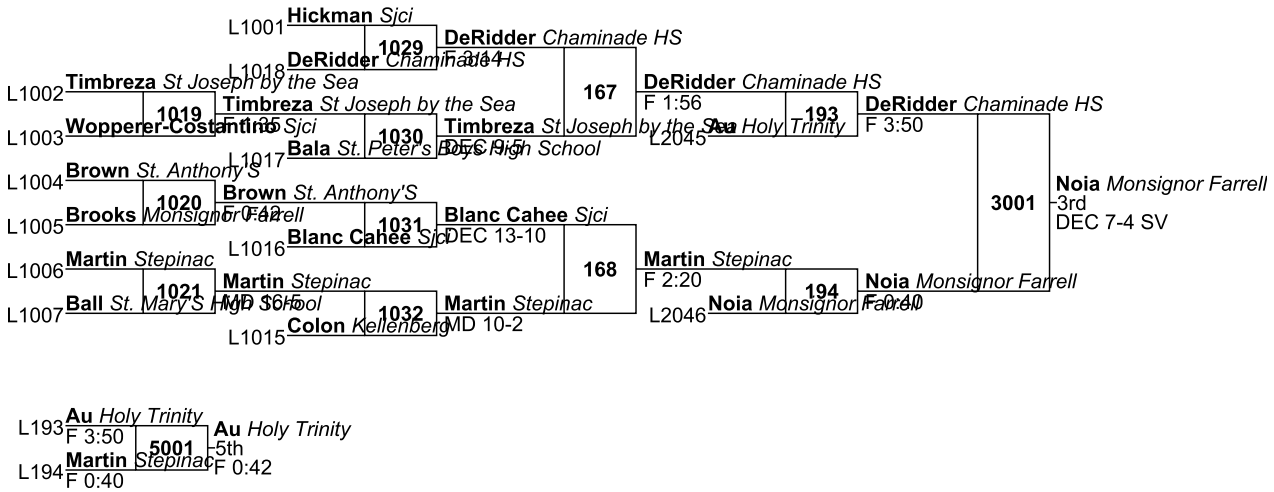 Hickman Sjci
L1001
1029
DeRidder Chaminade HS
F 3:14
DeRidder Chaminade HS
L1018
Timbreza St Joseph by the Sea
L1002
1019
Timbreza St Joseph by the Sea
F 1:35
Wopperer-Costantino Sjci
L1003
1030
Bala St. Peter's Boys High School
L1017
Timbreza St Joseph by the Sea
DEC 9-5
167
DeRidder Chaminade HS
F 1:56
193
Au Holy Trinity
L2045
DeRidder Chaminade HS
F 3:50
Brown St. Anthony'S
L1004
1020
Brown St. Anthony'S
F 0:42
Brooks Monsignor Farrell
L1005
1031
Blanc Cahee Sjci
L1016
Blanc Cahee Sjci
DEC 13-10
168
Martin Stepinac
L1006
1021
Martin Stepinac
MD 16-5
Ball St. Mary'S High School
L1007
1032
Colon Kellenberg
L1015
Martin Stepinac
MD 10-2
Martin Stepinac
F 2:20
194
Noia Monsignor Farrell
L2046
Noia Monsignor Farrell
F 0:40
3001
Noia Monsignor Farrell
3rd
DEC 7-4 SV
Au Holy Trinity
L193
F 3:50
5001
Martin Stepinac
L194
F 0:40
Au Holy Trinity
5th
F 0:42